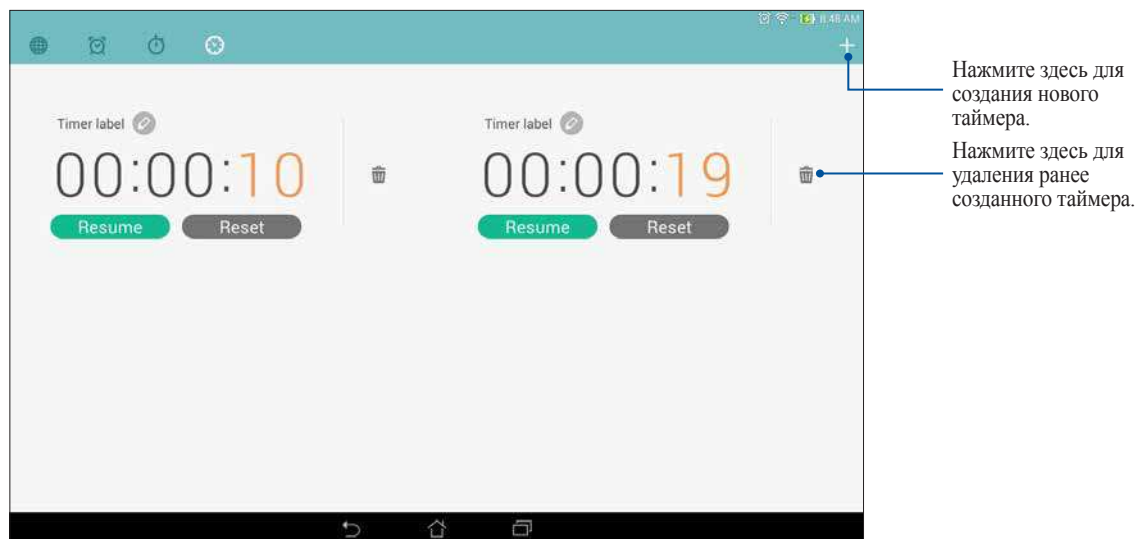 8:48 AM
Timer label
00:00:10
Resume Reset
Timer label
00:00:19
Resume Reset
Нажмите здесь для
создания нового
таймера.
Нажмите здесь для
удаления ранее
созданного таймера.